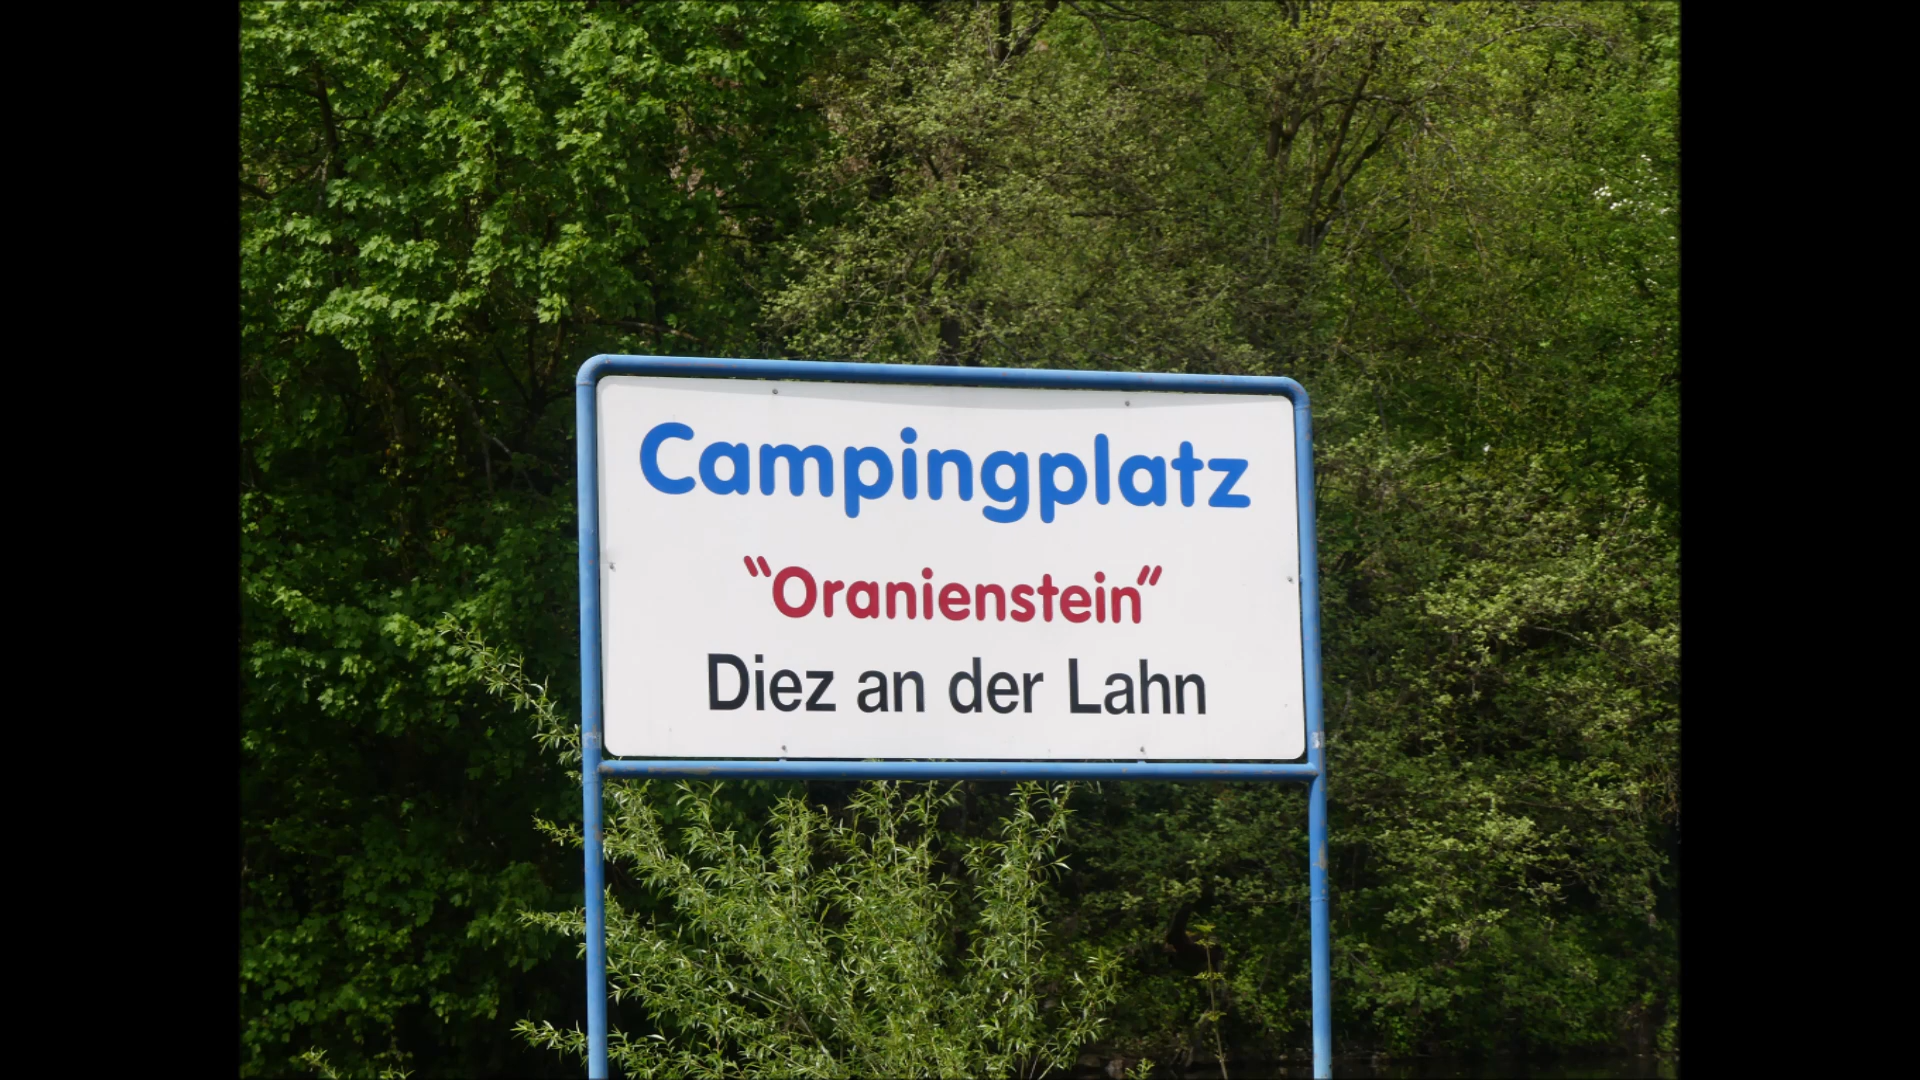 Campingplatz
"Oranienstein"
Diez an der Lahn